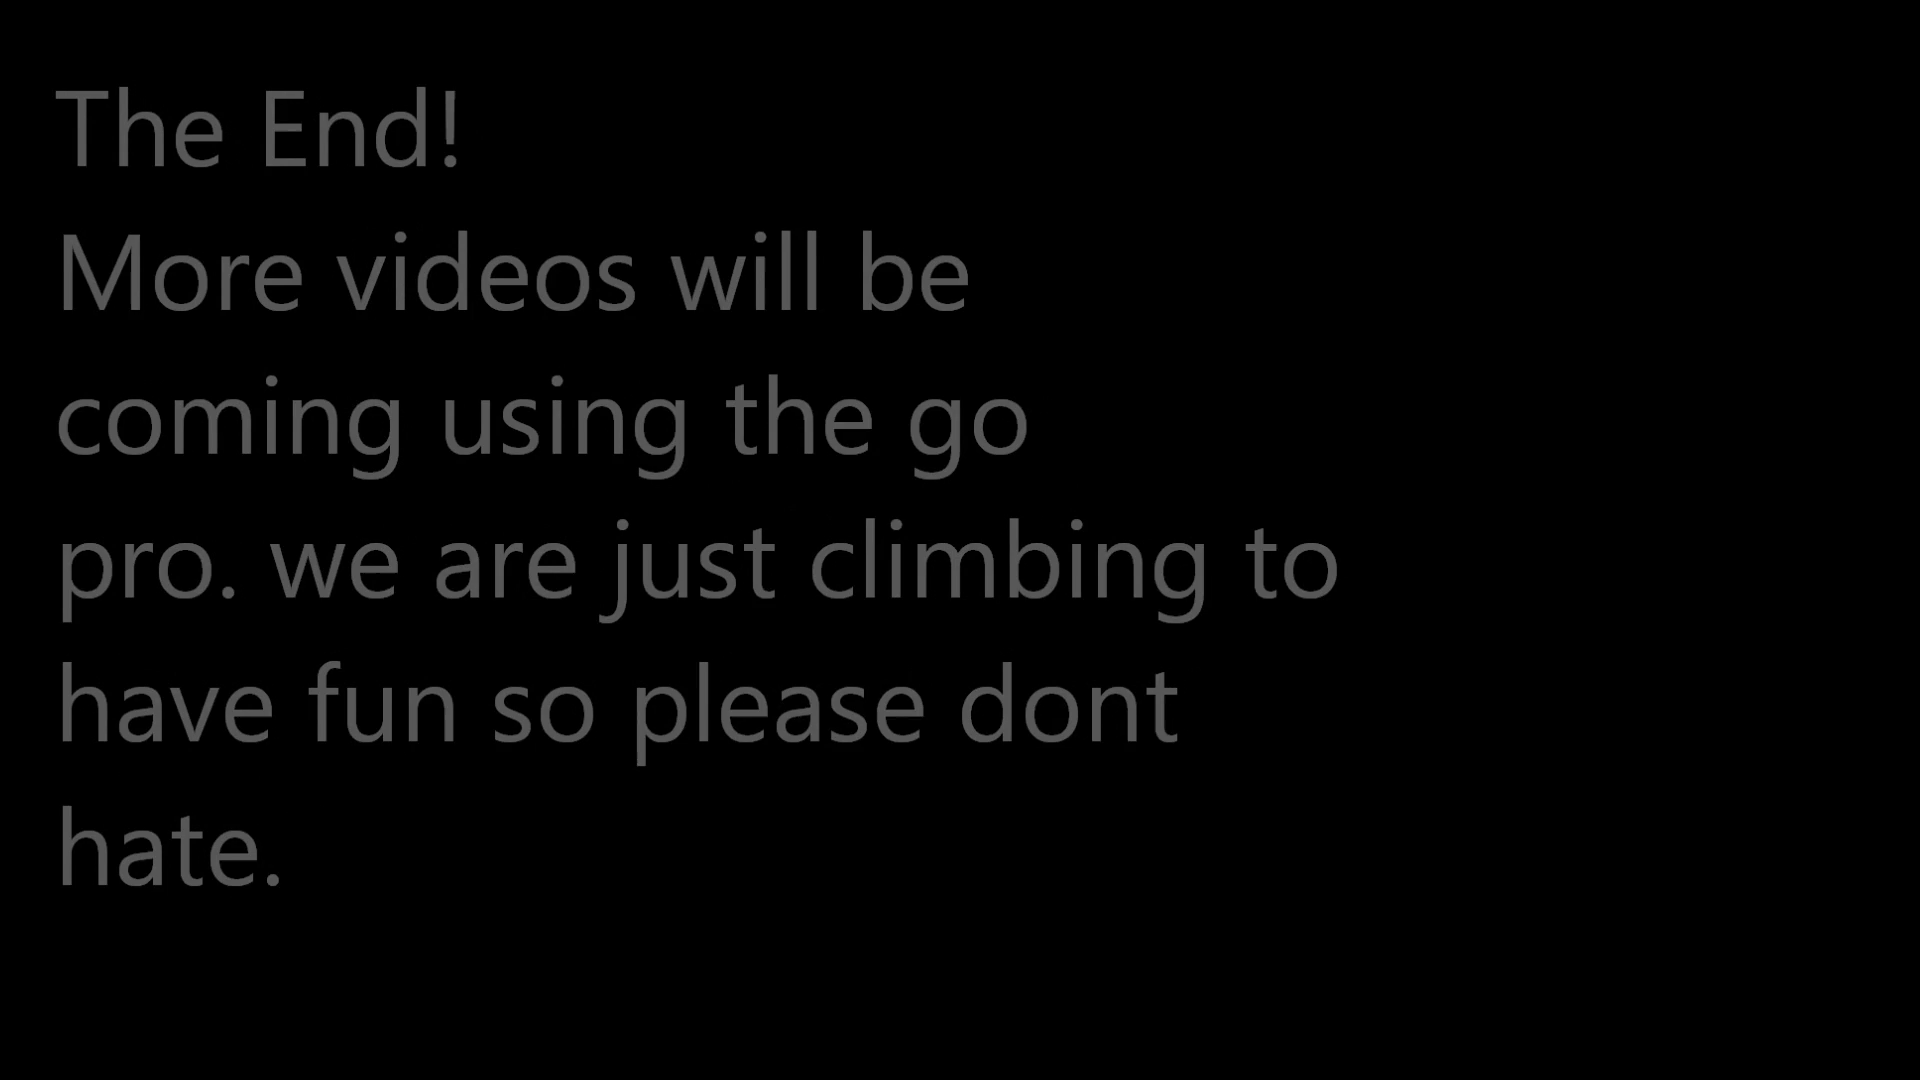 The End!
More videos will be
coming using the go
pro. we are just climbing to
have fun so please dont
hate.